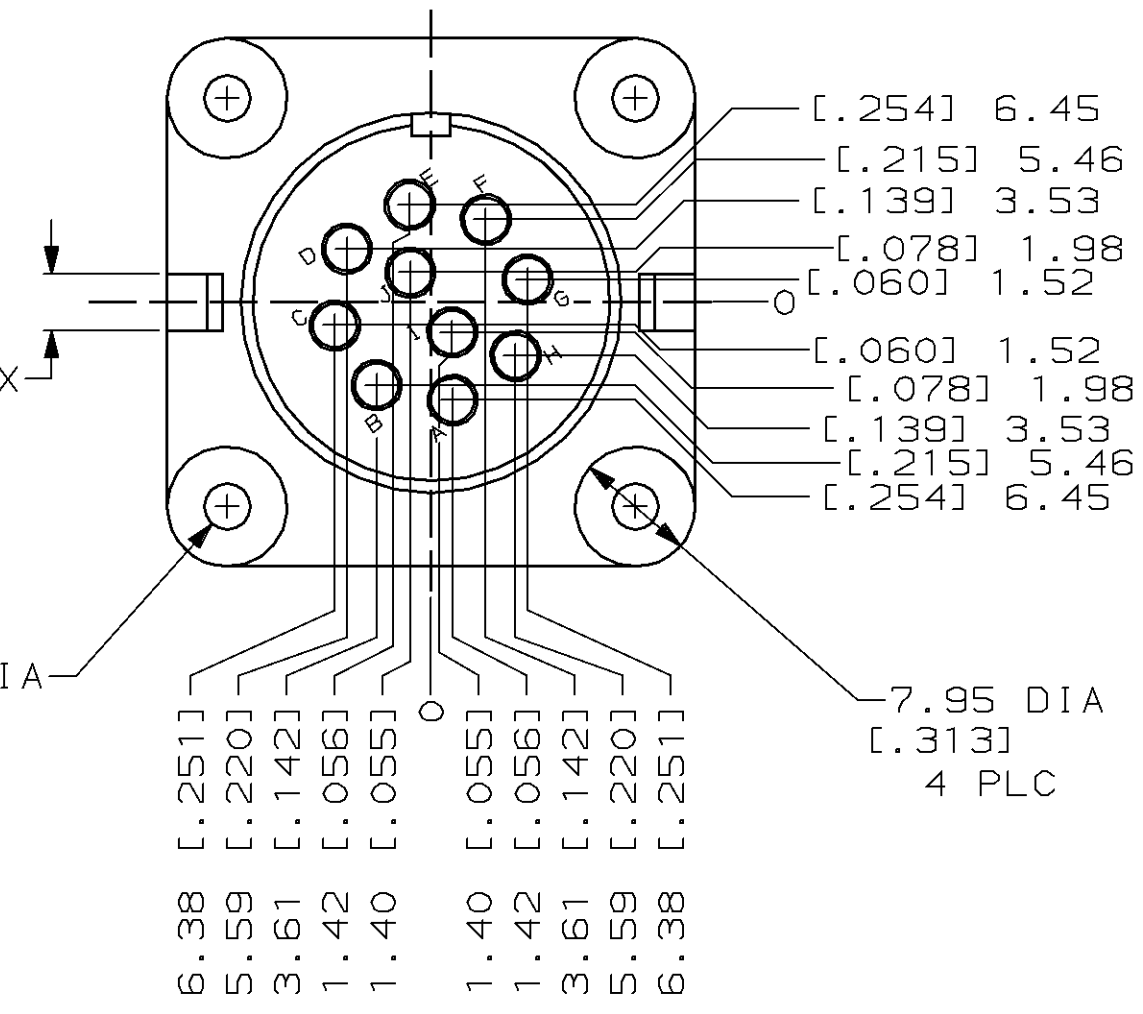 [.254] 6.45
[.215] 5.46
[.139] 3.53
[.078] 1.98
[.060] 1.52
O
[.060] 1.52
[.078] 1.98
[.139] 3.53
[.215] 5.46
[.254] 6.45
E
F
D
J
G
C
I
H
B
A
X
IA
7.95 DIA
[.313]
4 PLC
O
6.38 [.251]
5.59 [.220]
3.61 [.142]
1.42 [.056]
1.40 [.055]
1.40 [.055]
1.42 [.056]
3.61 [.142]
5.59 [.220]
6.38 [.251]